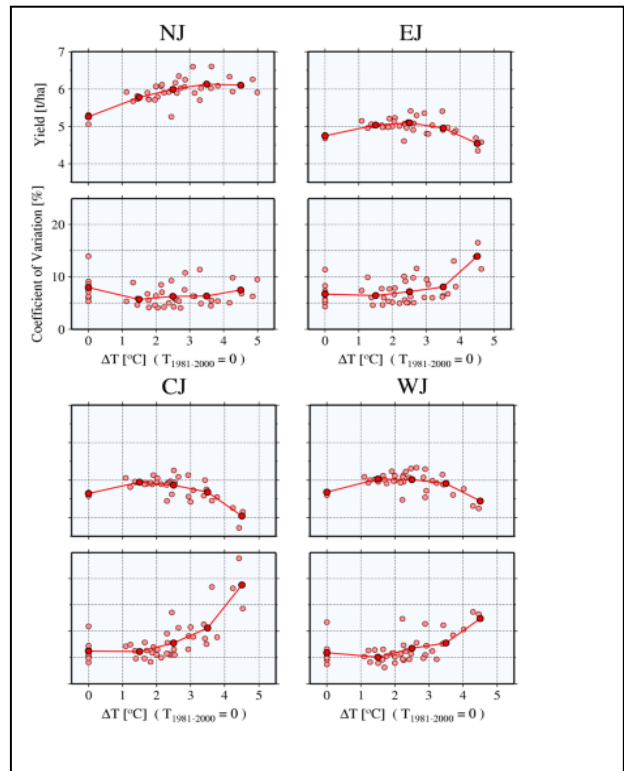 NJ EJ
Yield [t/ha]
7
6
5
4
Coefficient of Variation [%]
20
10
0
0 1 2 3 4 5 0 1 2 3 4 5
ΔT [°C] ( T1981-2000 = 0 ) ΔT [°C] ( T1981-2000 = 0 )
CJ WJ
0 1 2 3 4 5 0 1 2 3 4 5
ΔT [°C] ( T1981-2000 = 0 ) ΔT [°C] ( T1981-2000 = 0 )